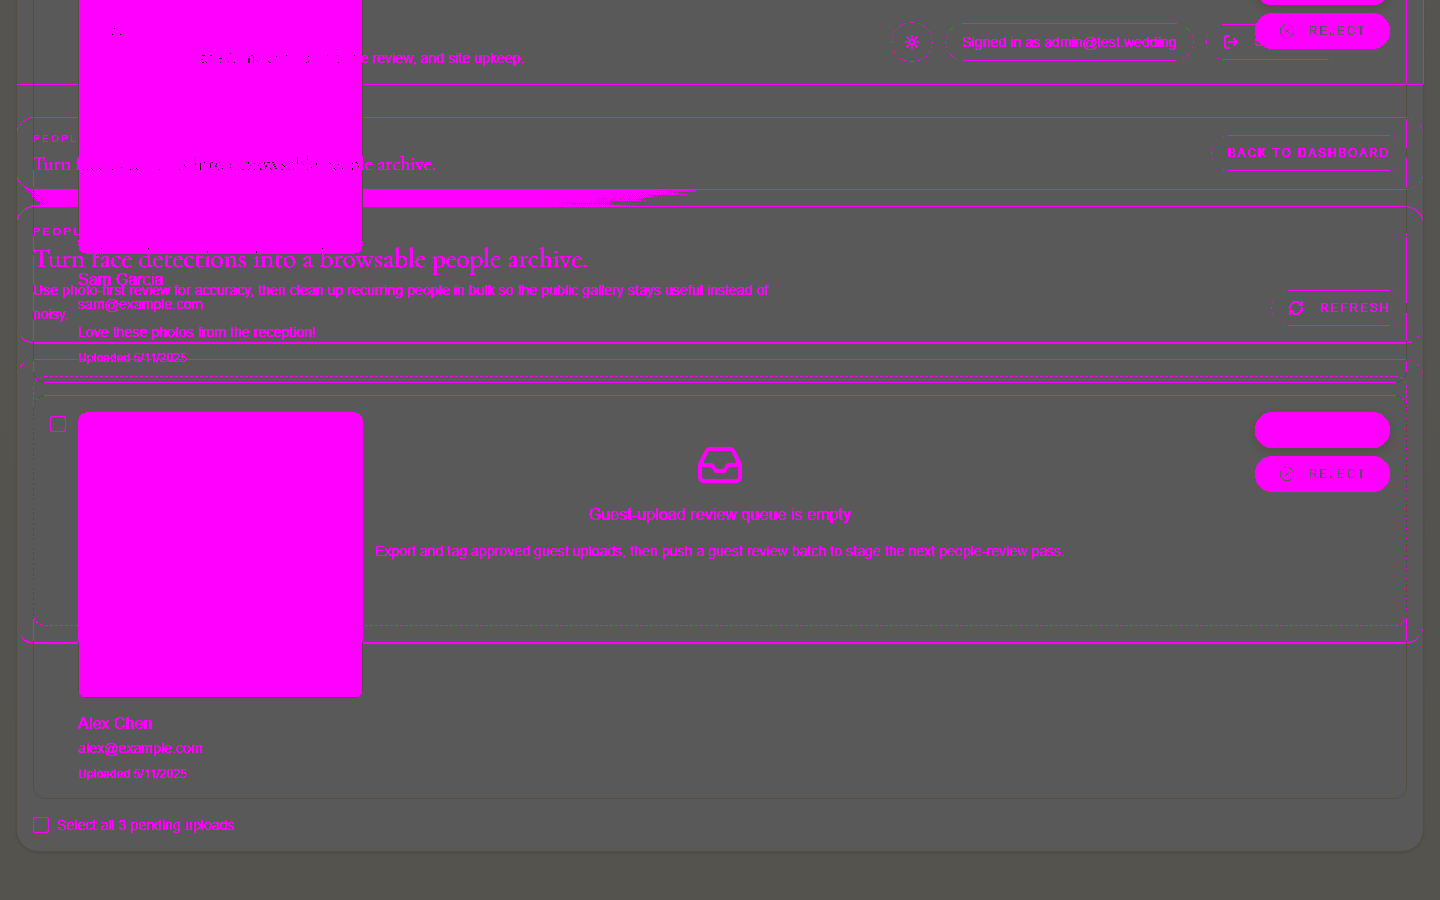 REJECT
Signed in as admin@test.wedding
e review, and site upkeep.
PEOPL
BACK TO DASHBOARD
Turn
e archive.
PEOPL
Turn face detections into a browsable people archive.
Sam Garcia
Use photo-first review for accuracy, then clean up recurring people in bulk so the public gallery stays useful instead of
noisy.
sam@example.com
REFRESH
Love these photos from the reception!
Uploaded 5/11/2025
REJECT
Guest-upload review queue is empty
Export and tag approved guest uploads, then push a guest review batch to stage the next people-review pass.
Alex Chen
alex@example.com
Uploaded 5/11/2025
Select all 3 pending uploads